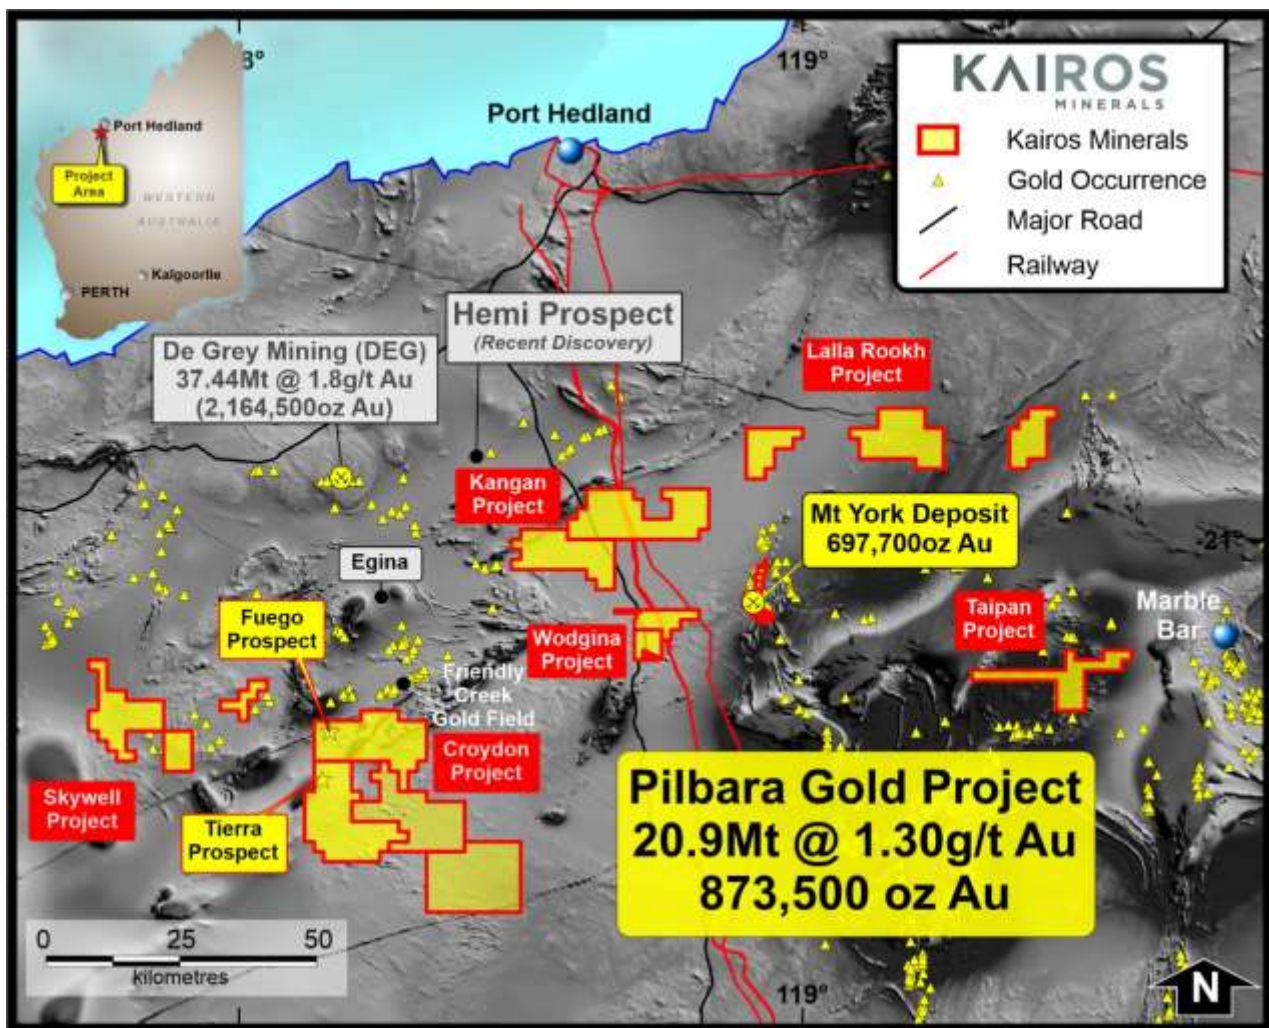 8°
119°
KAIROS
MINERALS
Kairos Minerals
Gold Occurrence
Major Road
Railway
Port Hedland
Port Hedland
Project
Area
WESTERN
AUSTRALIA
Kalgoorlie
PERTH
Hemi Prospect
(Recent Discovery)
De Grey Mining (DEG)
37.44Mt @ 1.8g/t Au
(2,164,500oz Au)
Lalla Rookh
Project
Kangan
Project
Mt York Deposit
697,700oz Au
-21°
Egina
Fuego
Prospect
Wodgina
Project
Taipan
Project
Marble
Bar
Friendly
Creek
Gold Field
Croydon
Project
Skywell
Project
Tierra
Prospect
Pilbara Gold Project
20.9Mt @ 1.30g/t Au
873,500 oz Au
0 25 50
kilometres
119°
N